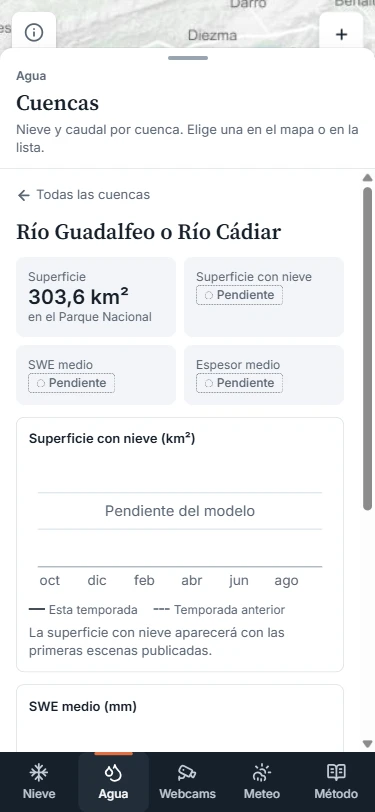 Darro
Diezma
+
Agua
Cuencas
Nieve y caudal por cuenca. Elige una en el mapa o en la
lista.
← Todas las cuencas
Río Guadalfeo o Río Cádiar
Superficie
303,6 km²
en el Parque Nacional
Superficie con nieve
Pendiente
SWE medio
Pendiente
Espesor medio
Pendiente
Superficie con nieve (km²)
Pendiente del modelo
oct dic feb abr jun ago
Esta temporada Temporada anterior
La superficie con nieve aparecerá con las
primeras escenas publicadas.
SWE medio (mm)
Nieve Agua Webcams Meteo Método